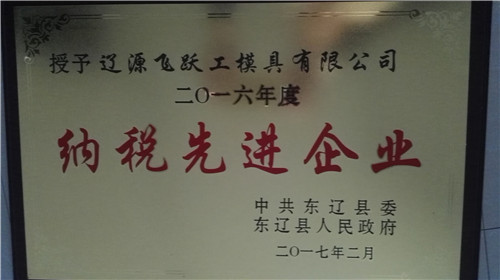 授予辽源飞跃工模具有限公司
二〇一六年度
纳税先进企业
中共东辽县委
东辽县人民政府
二〇一七年二月